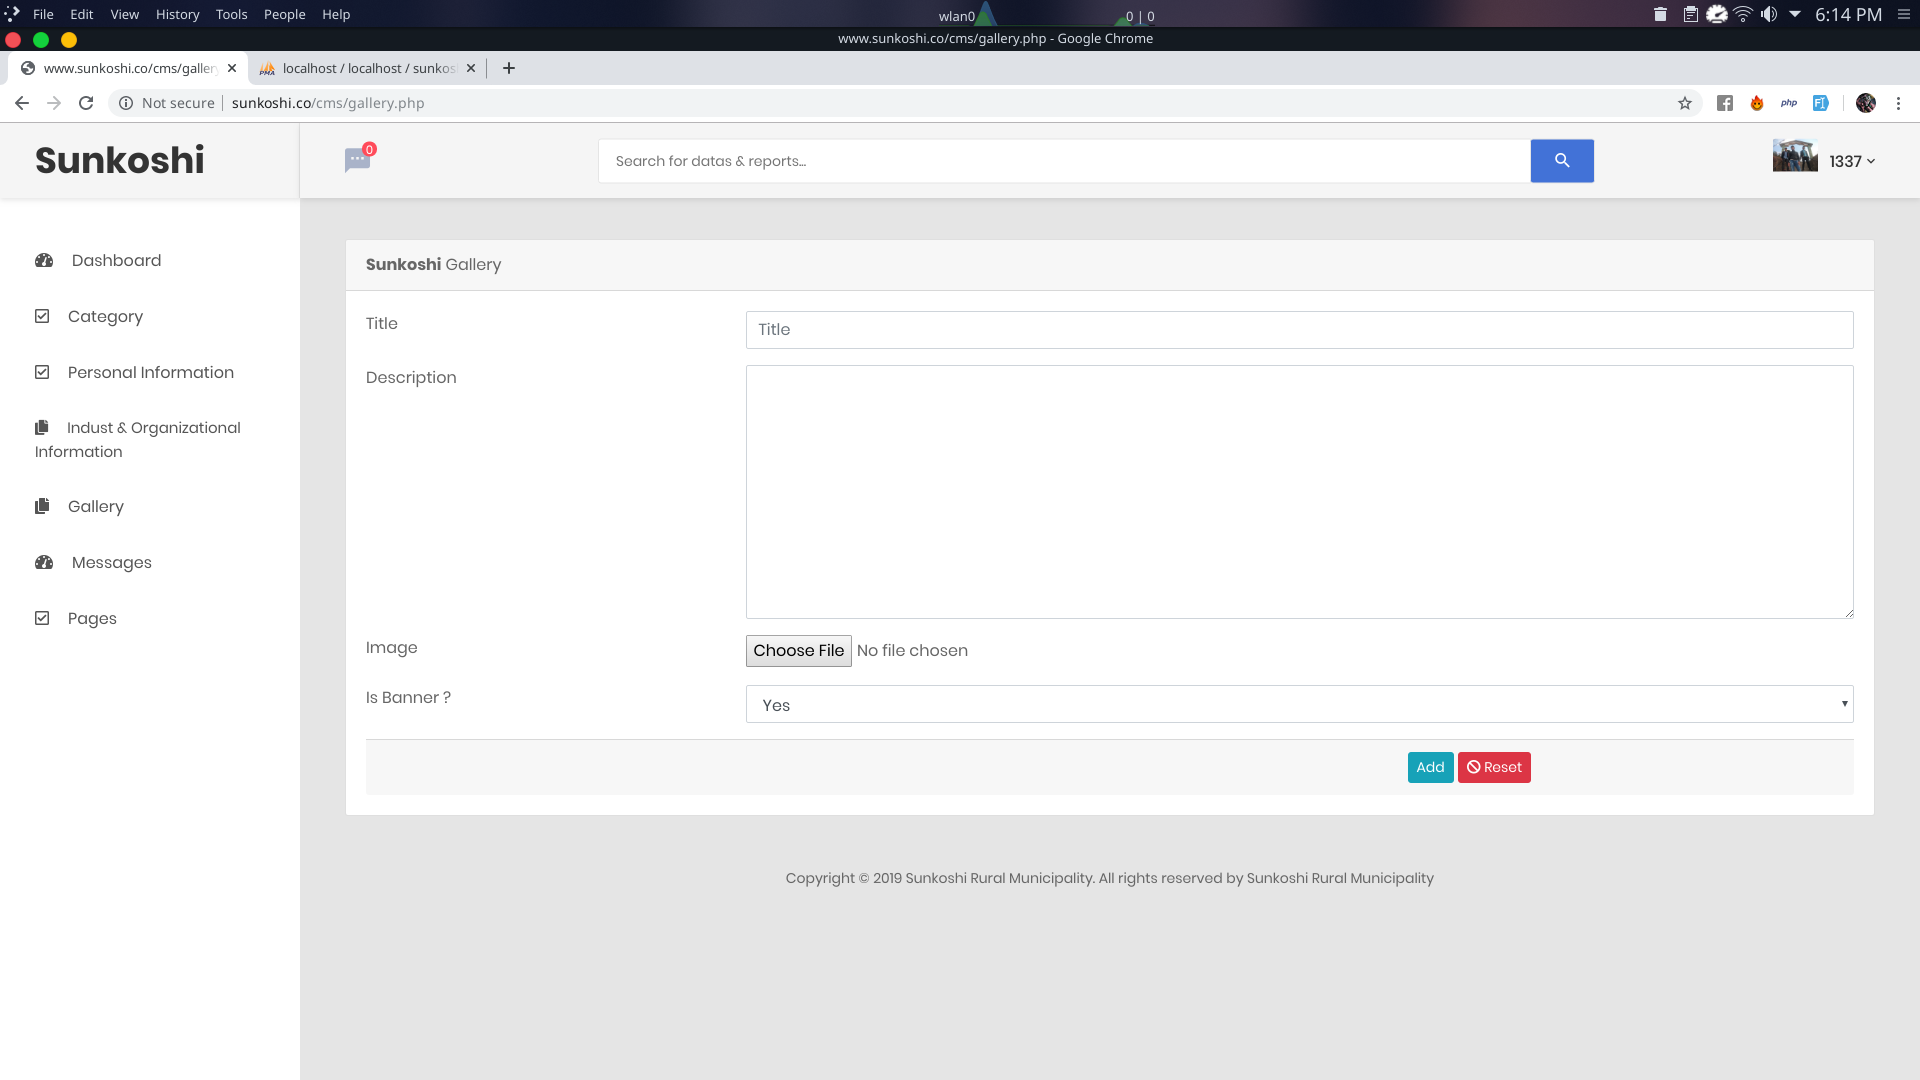 File Edit View History Tools People Help
wlan0
0 | 0
6:14 PM
www.sunkoshi.co/cms/gallery.php - Google Chrome
www.sunkoshi.co/cms/gallery
localhost / localhost / sunkos
Not secure
sunkoshi.co/cms/gallery.php
php
Sunkoshi
0
Search for datas & reports...
1337
Dashboard
Category
Personal Information
Indust & Organizational
Information
Gallery
Messages
Pages
Sunkoshi Gallery
Title
Title
Description
Image
Choose File No file chosen
Is Banner ?
Yes
Add
Reset
Copyright © 2019 Sunkoshi Rural Municipality. All rights reserved by Sunkoshi Rural Municipality